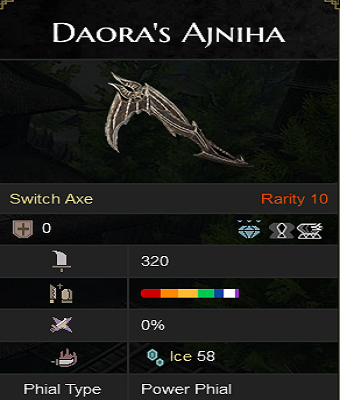 Daora's Ajniha
Switch Axe Rarity 10
0
320
0%
Ice 58
Phial Type Power Phial